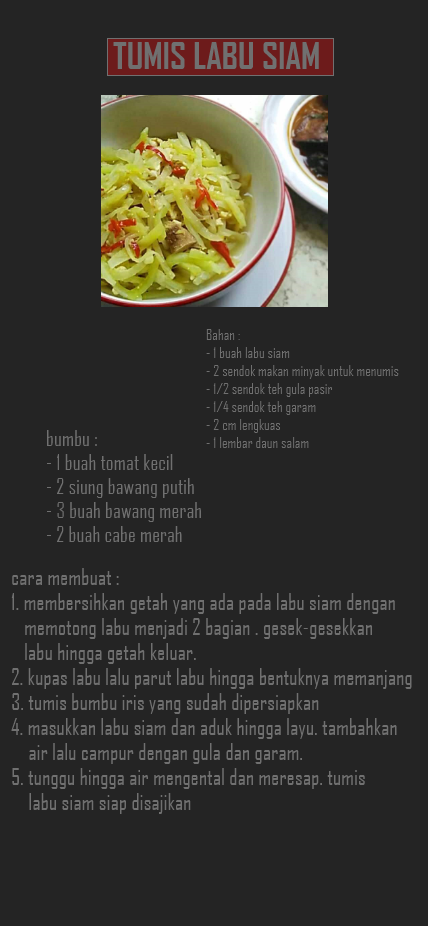 TUMIS LABU SIAM
Bahan :
- 1 buah labu siam
- 2 sendok makan minyak untuk menumis
- 1/2 sendok teh gula pasir
- 1/4 sendok teh garam
- 2 cm lengkuas
- 1 lembar daun salam
bumbu :
- 1 buah tomat kecil
- 2 siung bawang putih
- 3 buah bawang merah
- 2 buah cabe merah
cara membuat :
1. membersihkan getah yang ada pada labu siam dengan
memotong labu menjadi 2 bagian . gesek-gesekkan
labu hingga getah keluar.
2. kupas labu lalu parut labu hingga bentuknya memanjang
3. tumis bumbu iris yang sudah dipersiapkan
4. masukkan labu siam dan aduk hingga layu. tambahkan
air lalu campur dengan gula dan garam.
5. tunggu hingga air mengental dan meresap. tumis
labu siam siap disajikan